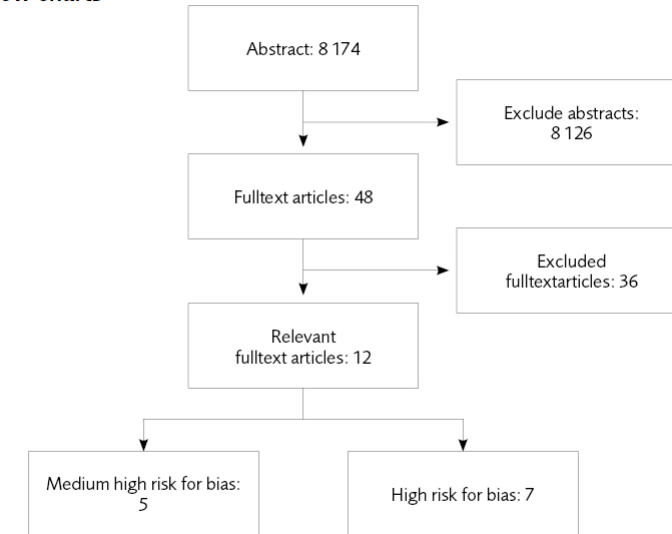 Abstract: 8 174
Exclude abstracts:
8 126
Fulltext articles: 48
Excluded
fulltextarticles: 36
Relevant
fulltext articles: 12
Medium high risk for bias:
5
High risk for bias: 7